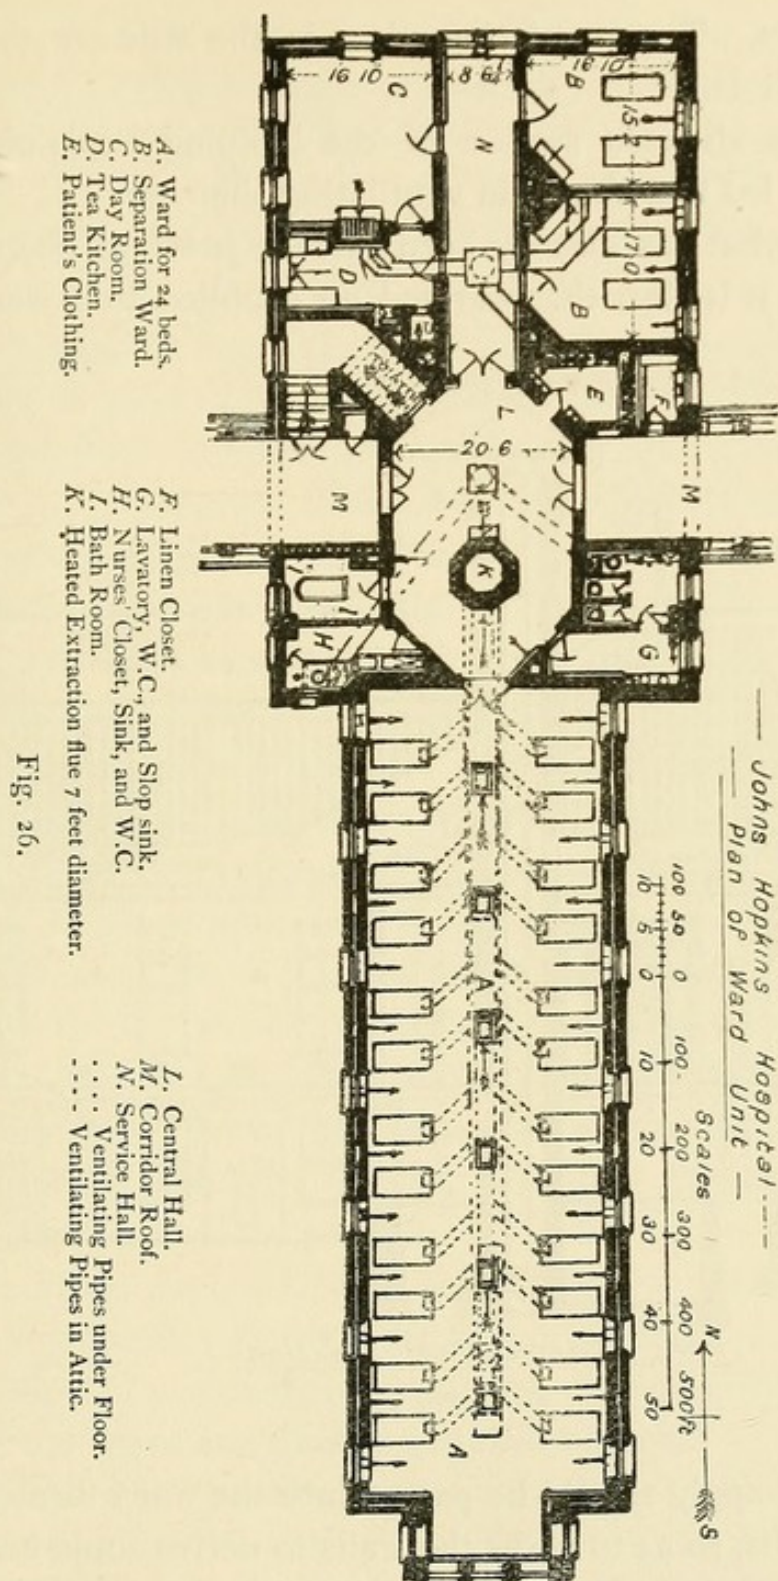 — Johns Hopkins Hospital —
— Plan of Ward Unit —
Scales
100 50 0 100 200 300 400 500 ft
10 5 0 10 20 30 40 50
N
S
16 10
8 6
16 10
C
N
B
15 2
17 0
B
D
E
F
L
20.6
M
M
K
I
H
G
A
A
A. Ward for 24 beds.
B. Separation Ward.
C. Day Room.
D. Tea Kitchen.
E. Patient's Clothing.
F. Linen Closet.
G. Lavatory, W.C., and Slop sink.
H. Nurses' Closet, Sink, and W.C.
I. Bath Room.
K. Heated Extraction flue 7 feet diameter.
L. Central Hall.
M. Corridor Roof.
N. Service Hall.
.... Ventilating Pipes under Floor.
---- Ventilating Pipes in Attic.
Fig. 26.